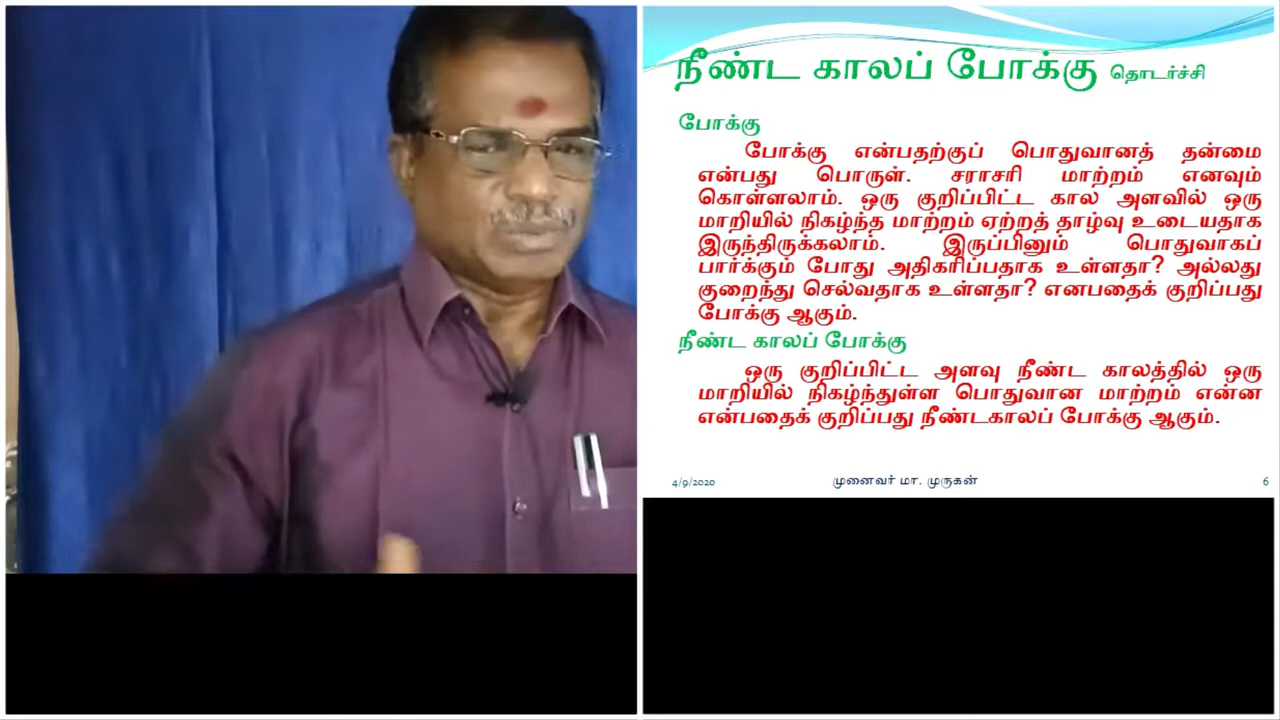 நீண்ட காலப் போக்கு தொடர்ச்சி
போக்கு
போக்கு என்பதற்குப் பொதுவானத் தன்மை
என்பது பொருள். சராசரி மாற்றம் எனவும்
கொள்ளலாம். ஒரு குறிப்பிட்ட கால அளவில் ஒரு
மாறியில் நிகழ்ந்த மாற்றம் ஏற்றத் தாழ்வு உடையதாக
இருந்திருக்கலாம். இருப்பினும் பொதுவாகப்
பார்க்கும் போது அதிகரிப்பதாக உள்ளதா? அல்லது
குறைந்து செல்வதாக உள்ளதா? எனபதைக் குறிப்பது
போக்கு ஆகும்.
நீண்ட காலப் போக்கு
ஒரு குறிப்பிட்ட அளவு நீண்ட காலத்தில் ஒரு
மாறியில் நிகழ்ந்துள்ள பொதுவான மாற்றம் என்ன
என்பதைக் குறிப்பது நீண்டகாலப் போக்கு ஆகும்.
4/9/2020 முனைவர் மா. முருகன் 6